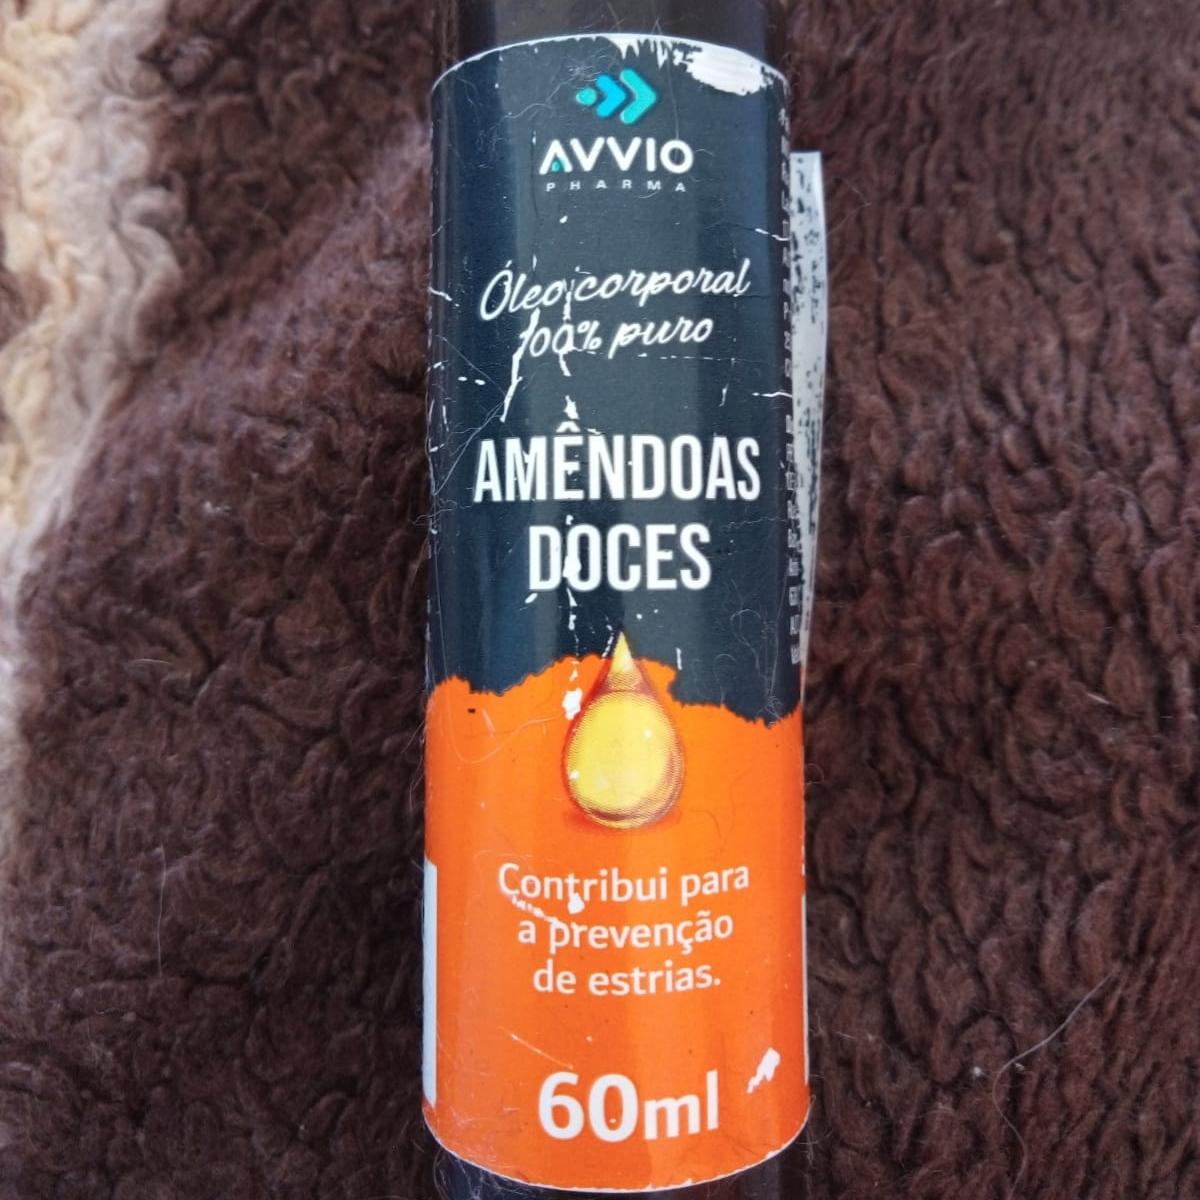 AVVIO
PHARMA
Óleo corporal
100% puro
AMÊNDOAS
DOCES
Contribui para
a prevenção
de estrias.
60ml